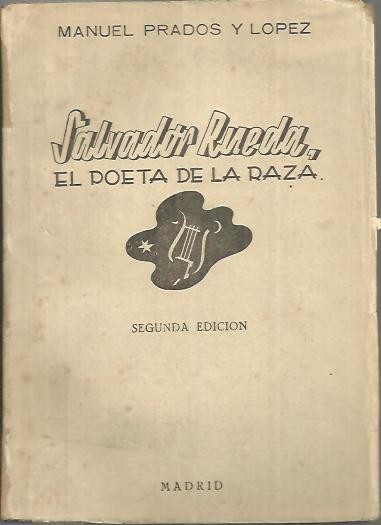 MANUEL PRADOS Y LOPEZ
Salvador Rueda,
EL POETA DE LA RAZA.
SEGUNDA EDICION
MADRID